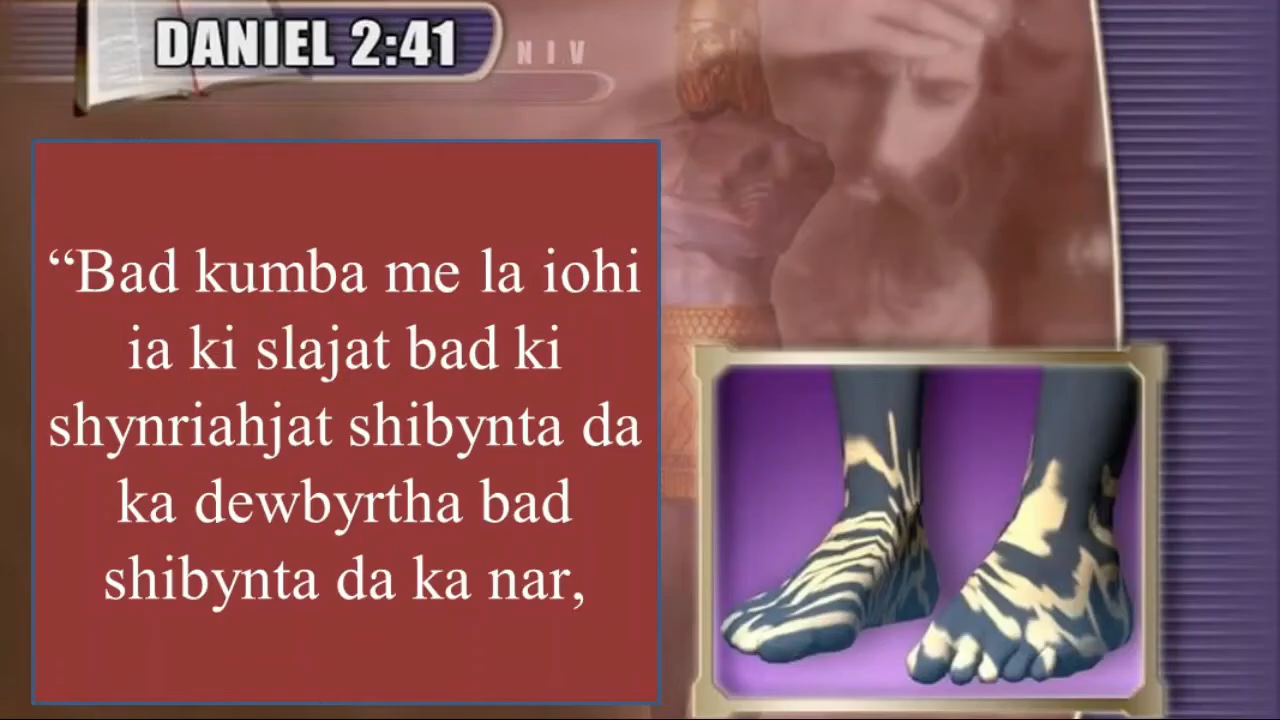 DANIEL 2:41
NIV
“Bad kumba me la iohi
ia ki slajat bad ki
shynriahjat shibynta da
ka dewbyrtha bad
shibynta da ka nar,